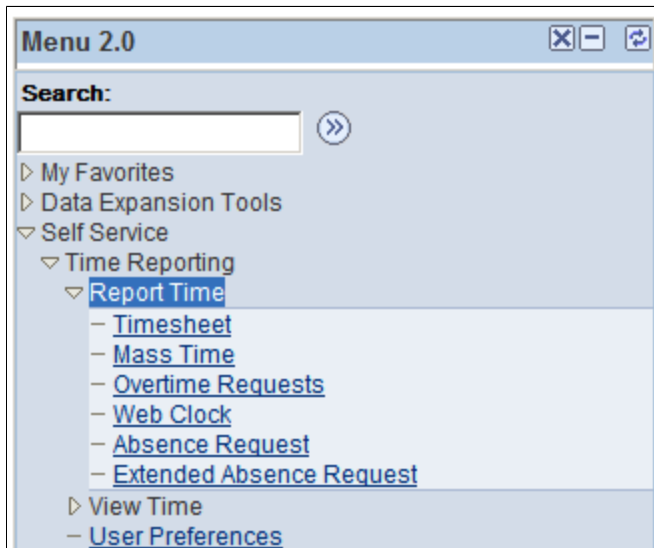 Menu 2.0
Search:
My Favorites
Data Expansion Tools
Self Service
Time Reporting
Report Time
Timesheet
Mass Time
Overtime Requests
Web Clock
Absence Request
Extended Absence Request
View Time
User Preferences